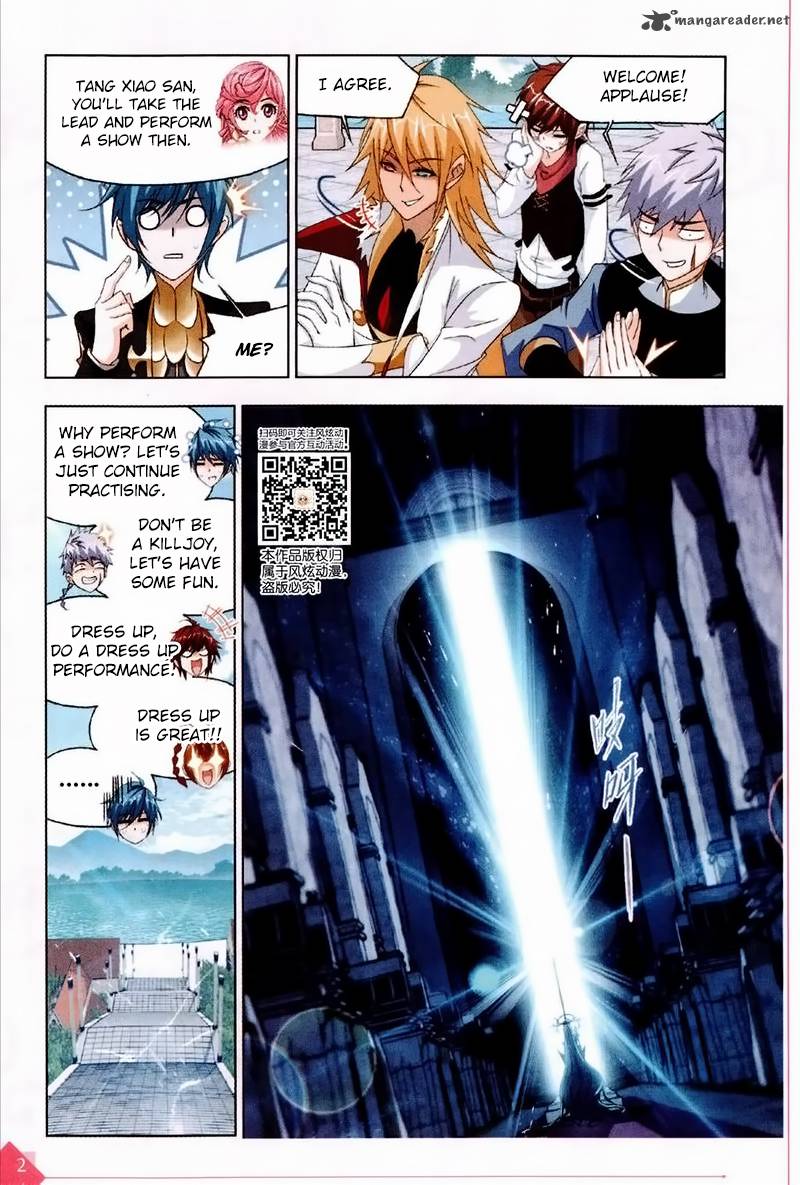 mangareader.net
TANG XIAO SAN,
YOU'LL TAKE THE
LEAD AND PERFORM
A SHOW THEN.
ME?
I AGREE.
WELCOME!
APPLAUSE!
WHY PERFORM
A SHOW? LET'S
JUST CONTINUE
PRACTISING.
DON'T BE
A KILLJOY,
LET'S HAVE
SOME FUN.
DRESS UP,
DO A DRESS UP
PERFORMANCE.
DRESS UP
IS GREAT!!
......
扫码即可关注风炫动
漫参与官方互动活动!
本作品版权归
属于风炫动漫,
盗版必究!
吱呀—
2